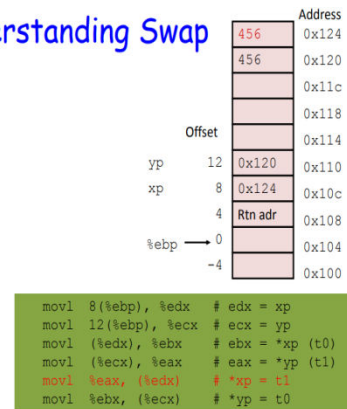 erstanding Swap
Address
456 0x124
456 0x120
0x11c
0x118
0x114
Offset
yp 12 0x120 0x110
xp 8 0x124 0x10c
4 Rtn adr 0x108
%ebp 0 0x104
-4 0x100
movl 8(%ebp), %edx # edx = xp
movl 12(%ebp), %ecx # ecx = yp
movl (%edx), %ebx # ebx = *xp (t0)
movl (%ecx), %eax # eax = *yp (t1)
movl %eax, (%edx) # *xp = t1
movl %ebx, (%ecx) # *yp = t0